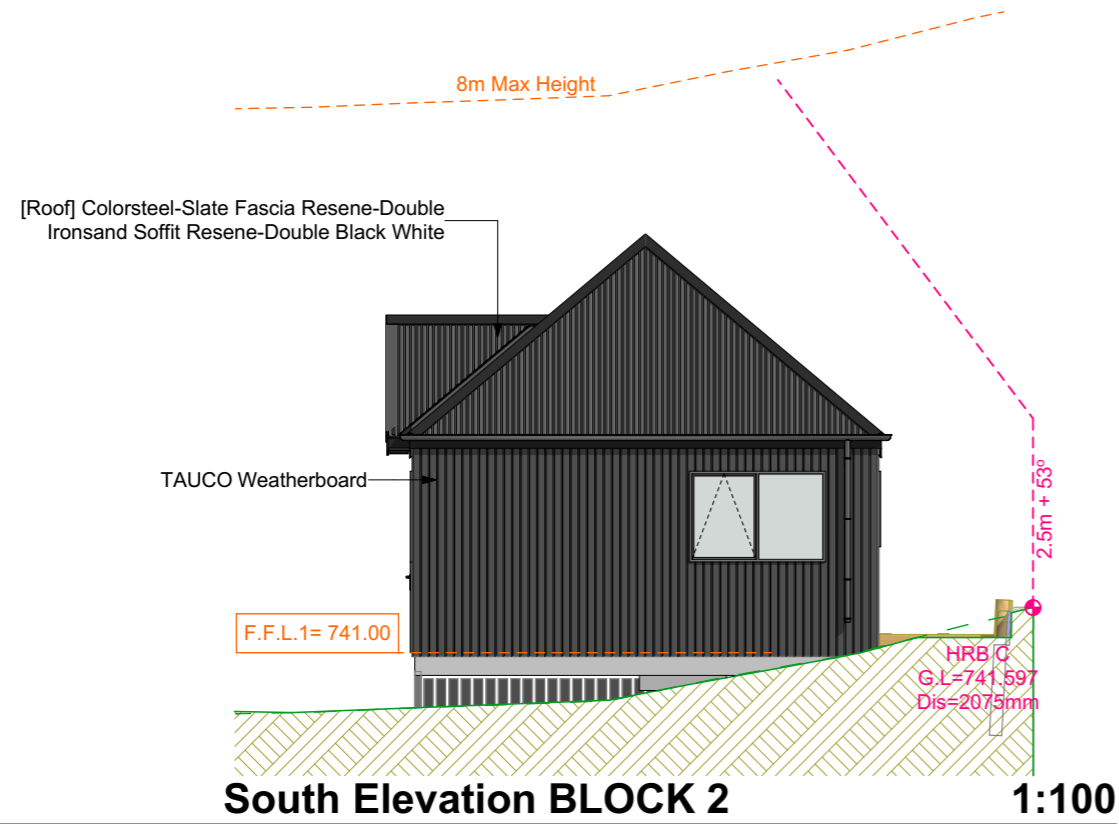 8m Max Height
[Roof] Colorsteel-Slate Fascia Resene-Double
Ironsand Soffit Resene-Double Black White
TAUCO Weatherboard
2.5m + 53º
F.F.L.1= 741.00
HRB C
G.L=741.597
Dis=2075mm
South Elevation BLOCK 2
1:100